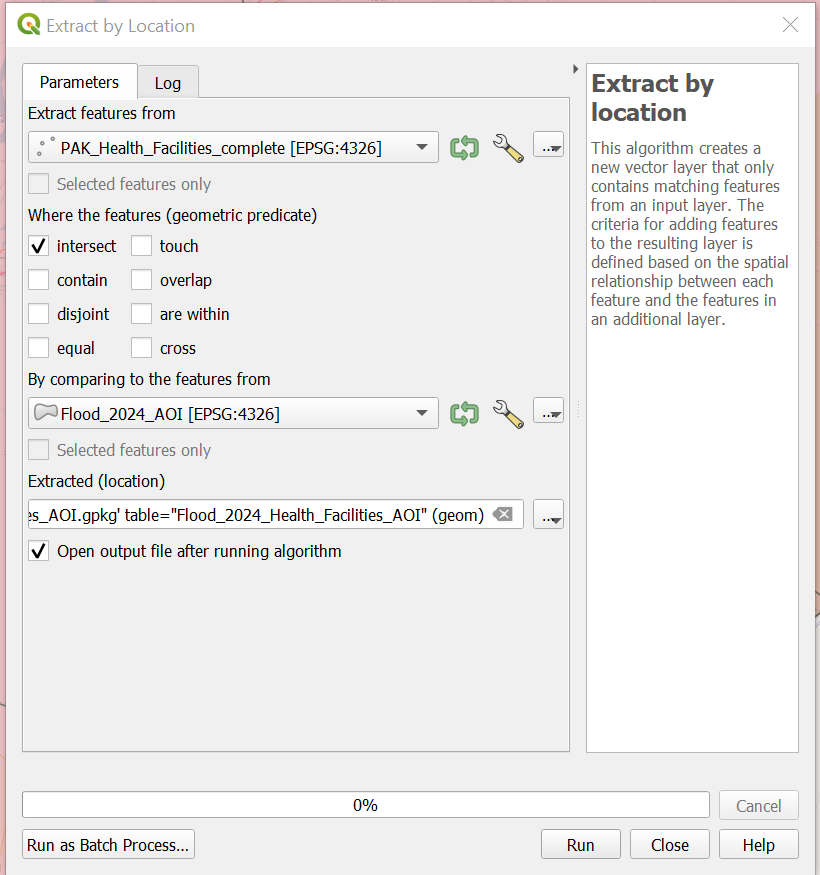 Extract by Location
Parameters
Log
Extract features from
PAK_Health_Facilities_complete [EPSG:4326]
...
Selected features only
Where the features (geometric predicate)
intersect touch
contain overlap
disjoint are within
equal cross
By comparing to the features from
Flood_2024_AOI [EPSG:4326]
...
Selected features only
Extracted (location)
es_AOI.gpkg' table="Flood_2024_Health_Facilities_AOI" (geom)
...
Open output file after running algorithm
Extract by
location
This algorithm creates a
new vector layer that only
contains matching features
from an input layer. The
criteria for adding features
to the resulting layer is
defined based on the spatial
relationship between each
feature and the features in
an additional layer.
0%
Cancel
Run as Batch Process...
Run
Close
Help